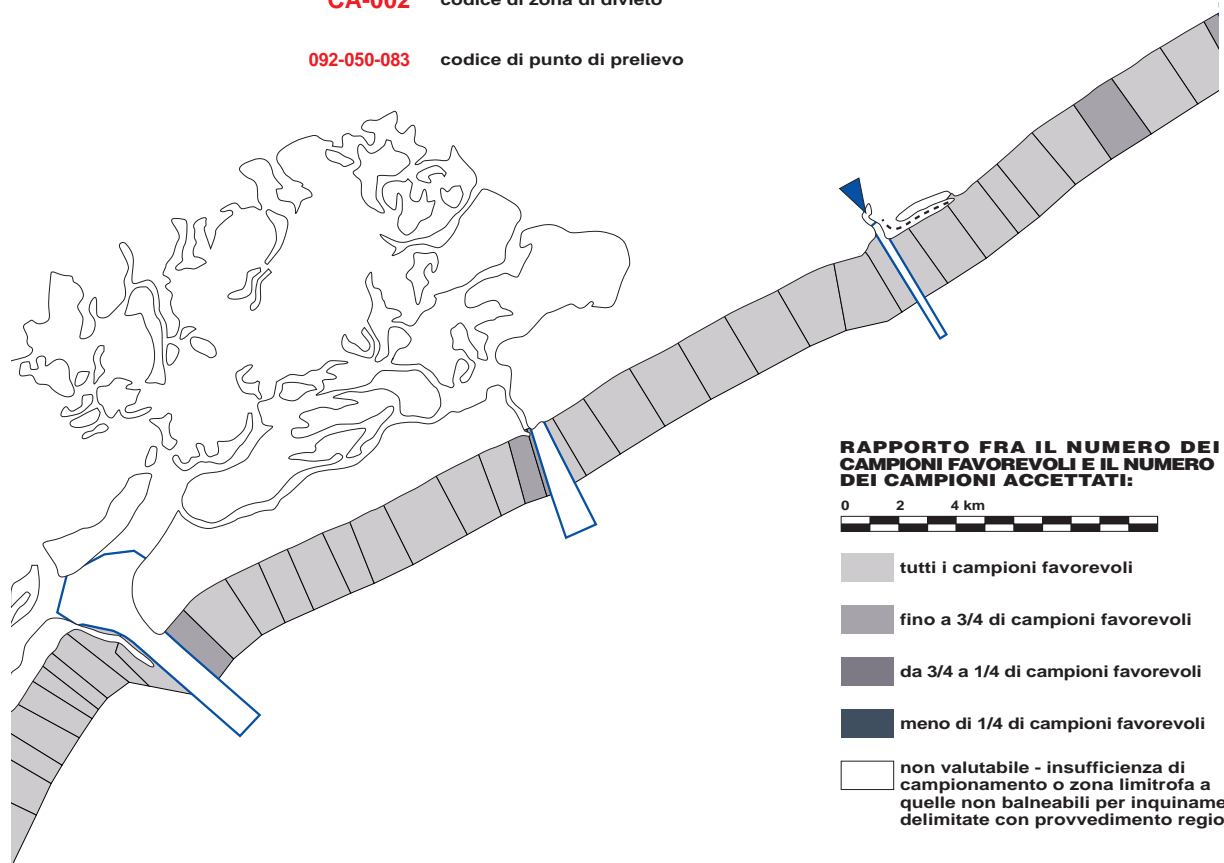 CA-002 codice di zona di divieto
092-050-083 codice di punto di prelievo
RAPPORTO FRA IL NUMERO DEI
CAMPIONI FAVOREVOLI E IL NUMERO
DEI CAMPIONI ACCETTATI:
0 2 4 km
tutti i campioni favorevoli
fino a 3/4 di campioni favorevoli
da 3/4 a 1/4 di campioni favorevoli
meno di 1/4 di campioni favorevoli
non valutabile - insufficienza di
campionamento o zona limitrofa a
quelle non balneabili per inquiname
delimitate con provvedimento regio